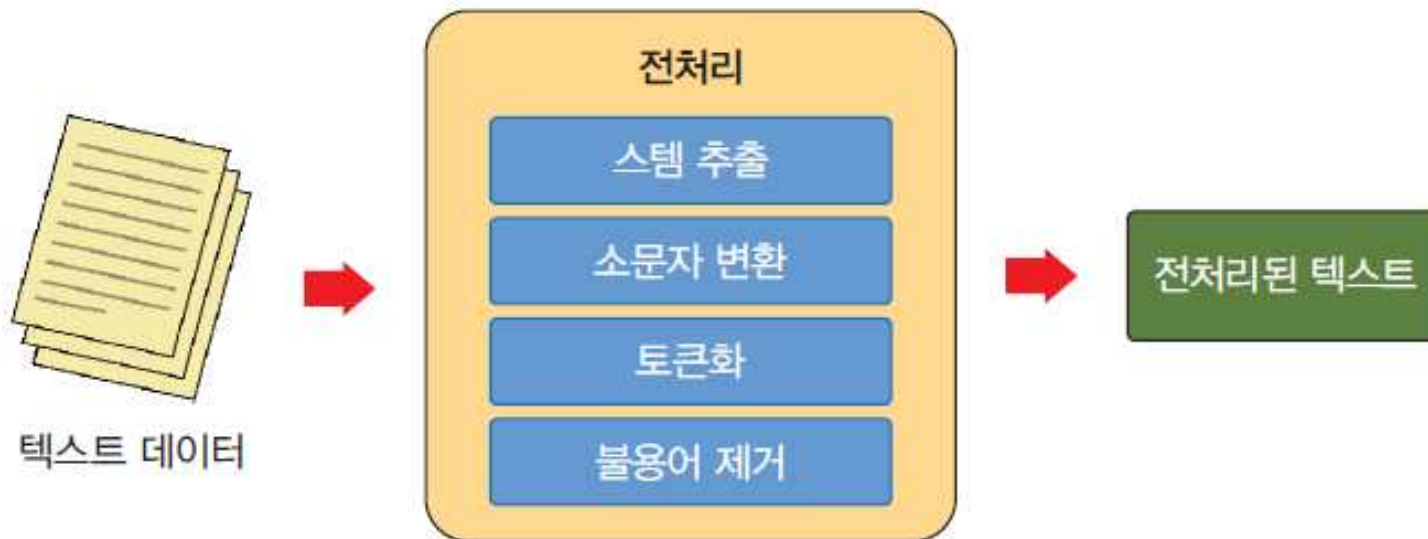 전처리
스템 추출
소문자 변환
토큰화
불용어 제거
텍스트 데이터
전처리된 텍스트